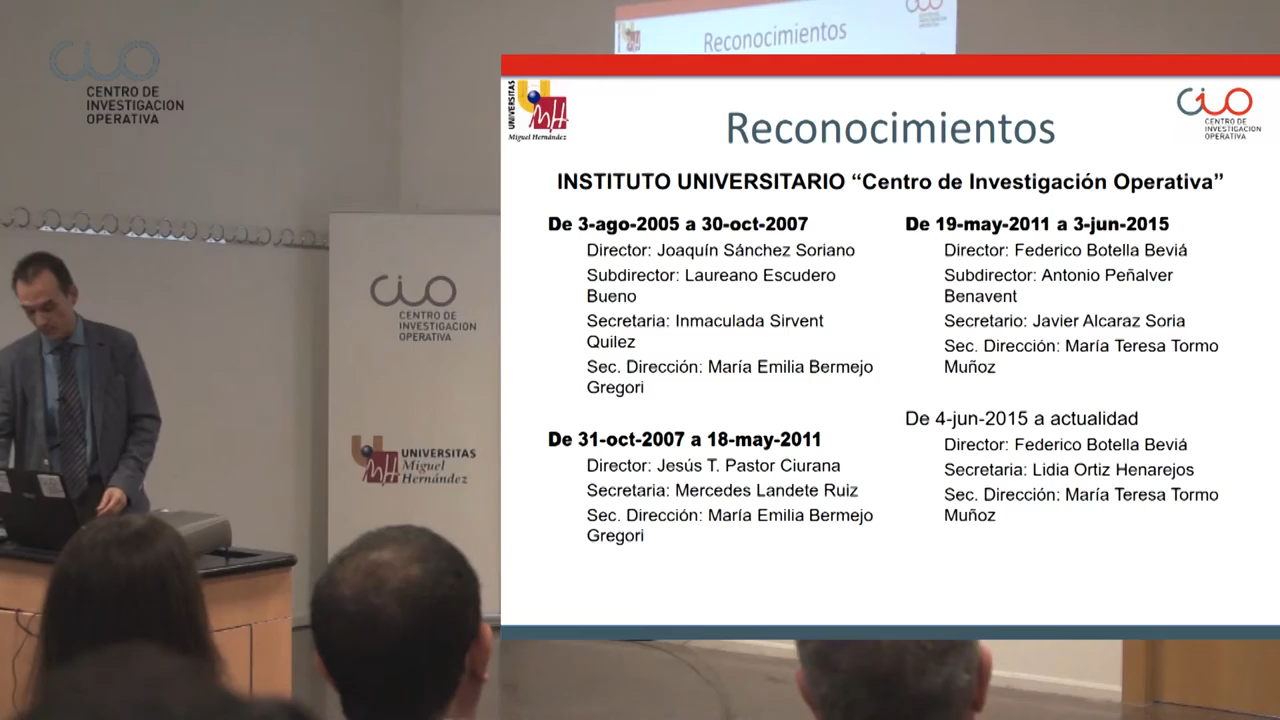 CIO
CENTRO DE
INVESTIGACION
OPERATIVA
Reconocimientos
CIO
CENTRO DE
INVESTIGACION
OPERATIVA
UNIVERSITAS
Miguel
Hernández
UNIVERSITAS
UMH
Miguel Hernández
Reconocimientos
CIO
CENTRO DE
INVESTIGACION
OPERATIVA
INSTITUTO UNIVERSITARIO “Centro de Investigación Operativa”
De 3-ago-2005 a 30-oct-2007
Director: Joaquín Sánchez Soriano
Subdirector: Laureano Escudero
Bueno
Secretaria: Inmaculada Sirvent
Quilez
Sec. Dirección: María Emilia Bermejo
Gregori
De 31-oct-2007 a 18-may-2011
Director: Jesús T. Pastor Ciurana
Secretaria: Mercedes Landete Ruiz
Sec. Dirección: María Emilia Bermejo
Gregori
De 19-may-2011 a 3-jun-2015
Director: Federico Botella Beviá
Subdirector: Antonio Peñalver
Benavent
Secretario: Javier Alcaraz Soria
Sec. Dirección: María Teresa Tormo
Muñoz
De 4-jun-2015 a actualidad
Director: Federico Botella Beviá
Secretaria: Lidia Ortiz Henarejos
Sec. Dirección: María Teresa Tormo
Muñoz